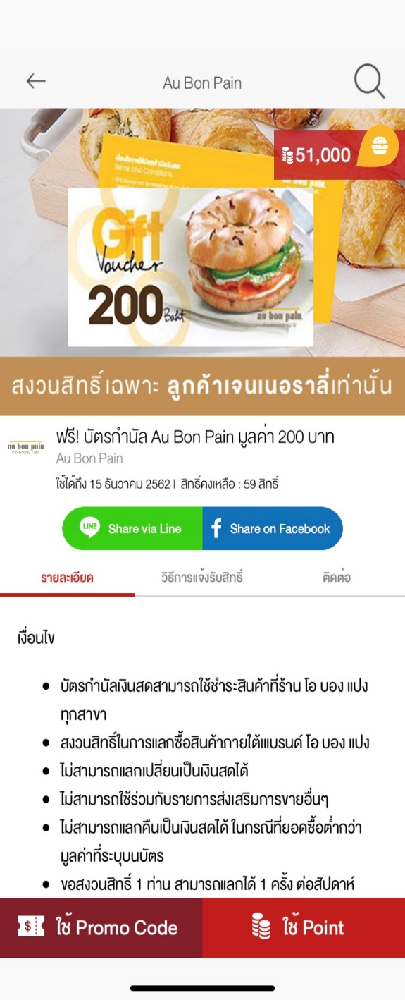 Au Bon Pain
51,000
Terms and Conditions
Gift
Voucher
200 Baht
au bon pain
สงวนสิทธิ์เฉพาะ ลูกค้าเจนเนอราลี่เท่านั้น
ฟรี! บัตรกำนัล Au Bon Pain มูลค่า 200 บาท
au bon pain
the bakery café
Au Bon Pain
ใช้ได้ถึง 15 ธันวาคม 2562 | สิทธิ์คงเหลือ : 59 สิทธิ์
LINE Share via Line
f Share on Facebook
รายละเอียด วิธีการแจ้งรับสิทธิ์ ติดต่อ
เงื่อนไข
• บัตรกำนัลเงินสดสามารถใช้ชำระสินค้าที่ร้าน โอ บอง แปง
ทุกสาขา
• สงวนสิทธิ์ในการแลกซื้อสินค้าภายใต้แบรนด์ โอ บอง แปง
• ไม่สามารถแลกเปลี่ยนเป็นเงินสดได้
• ไม่สามารถใช้ร่วมกับรายการส่งเสริมการขายอื่นๆ
• ไม่สามารถแลกคืนเป็นเงินสดได้ ในกรณีที่ยอดซื้อต่ำกว่า
มูลค่าที่ระบุบนบัตร
• ขอสงวนสิทธิ์ 1 ท่าน สามารถแลกได้ 1 ครั้ง ต่อสัปดาห์
$ ใช้ Promo Code
ใช้ Point